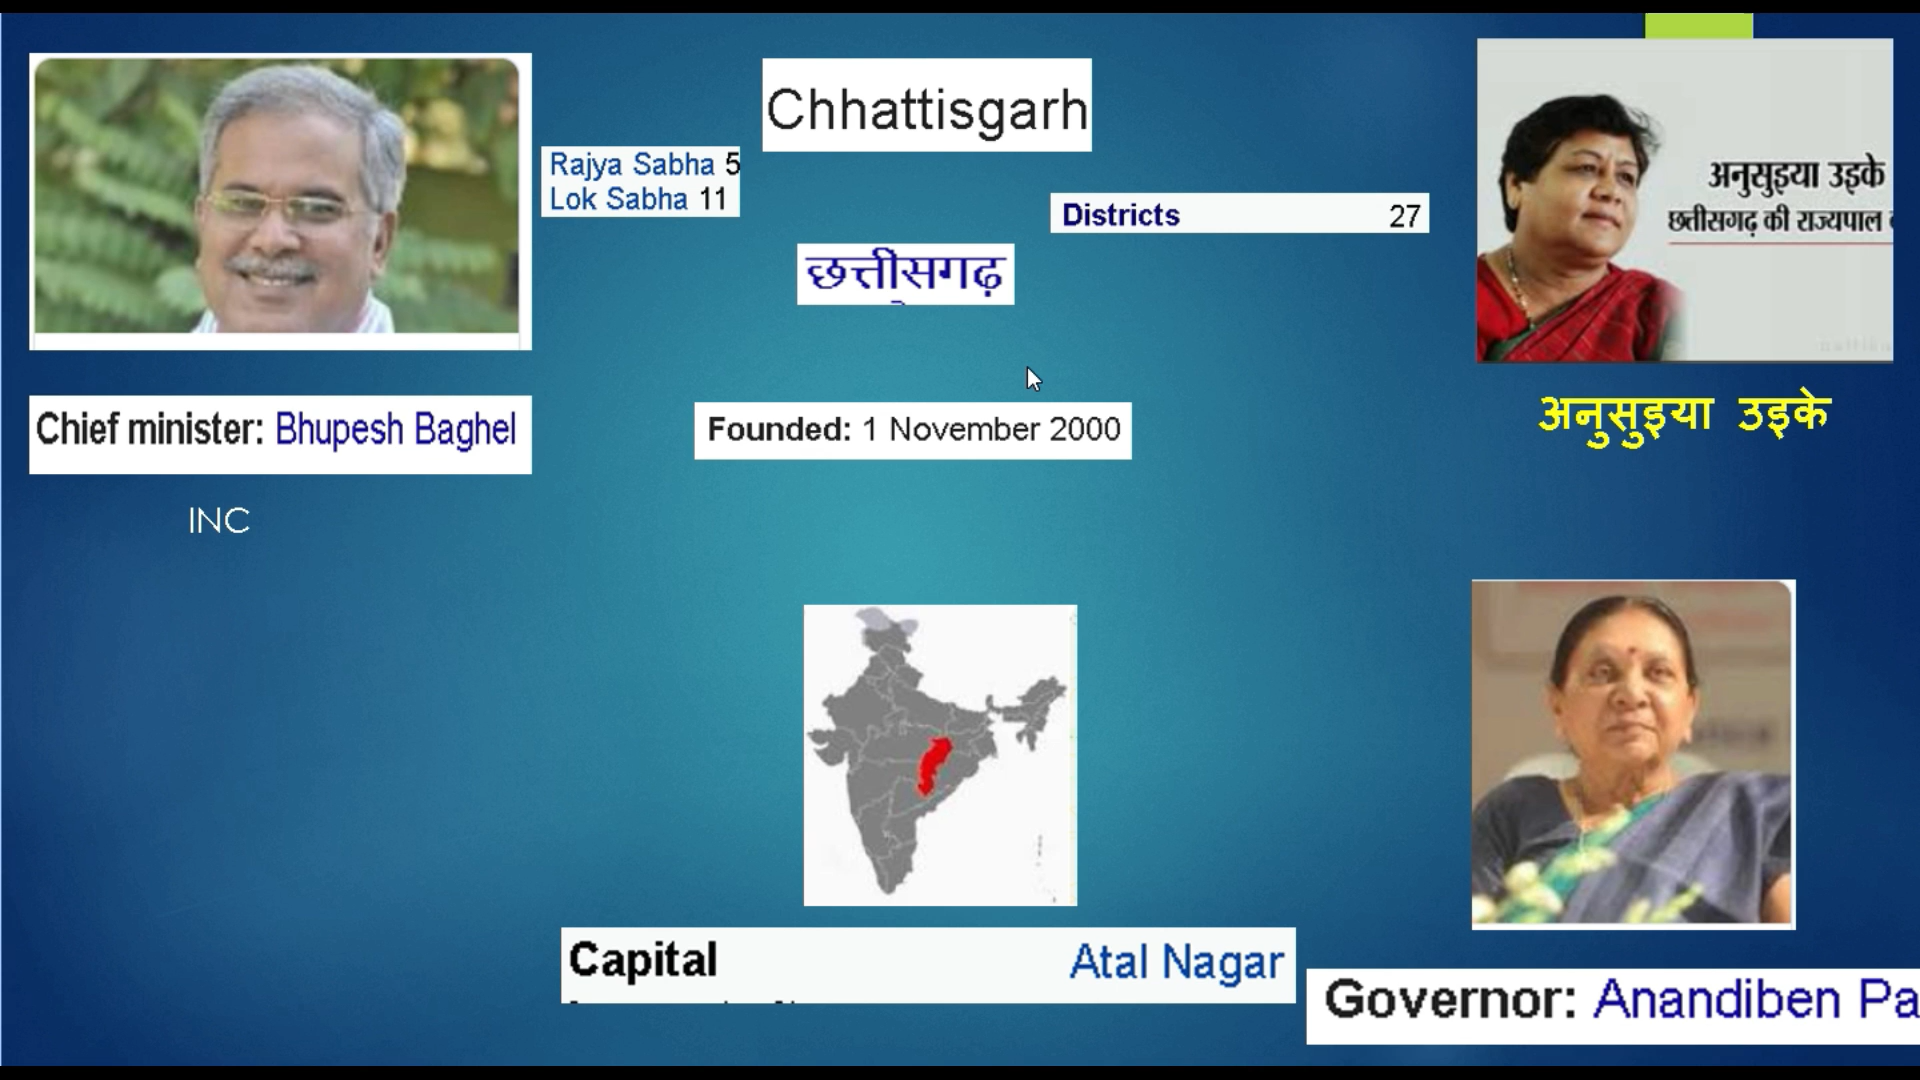 Chhattisgarh
Rajya Sabha 5
Lok Sabha 11
Districts 27
अनुसुइया उइके
छत्तीसगढ़ की राज्यपाल
छत्तीसगढ़
अनुसुइया उइके
Chief minister: Bhupesh Baghel
Founded: 1 November 2000
INC
Capital Atal Nagar
Governor: Anandiben Pa